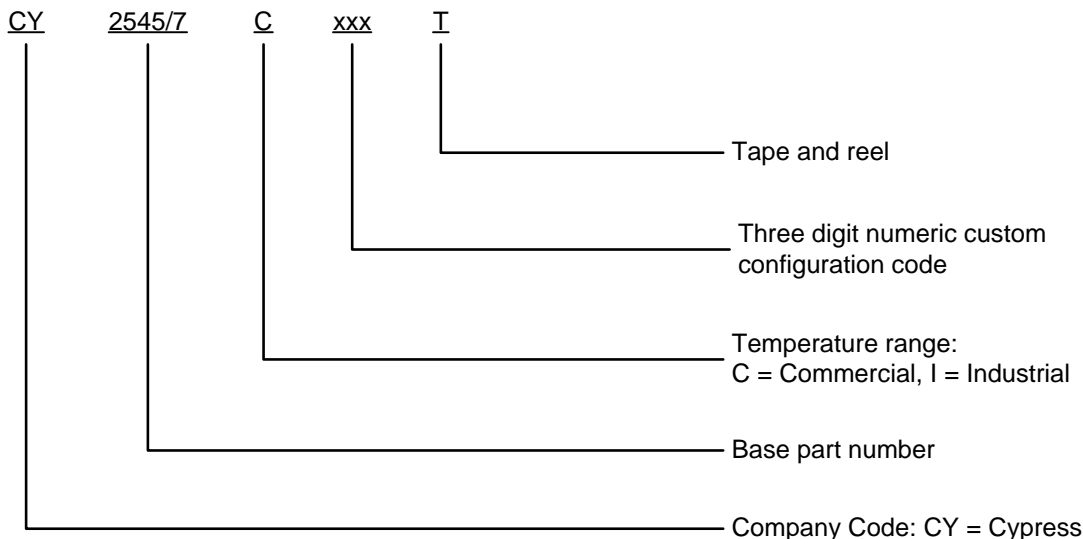 CY 2545/7 C xxx T
Tape and reel
Three digit numeric custom
configuration code
Temperature range:
C = Commercial, I = Industrial
Base part number
Company Code: CY = Cypress